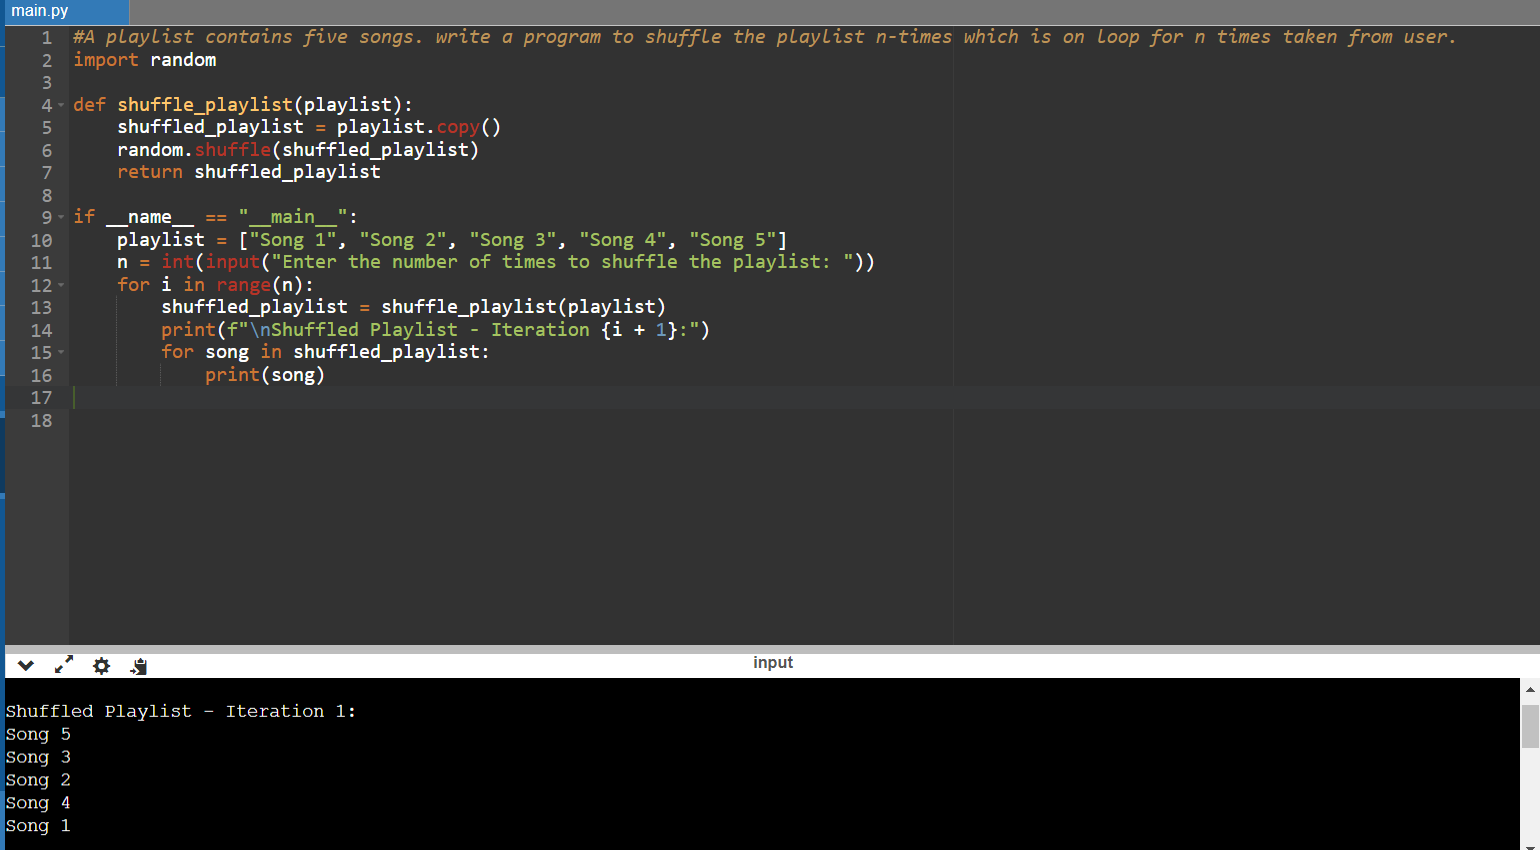 main.py
1 #A playlist contains five songs. write a program to shuffle the playlist n-times which is on loop for n times taken from user.
2 import random
3
4 def shuffle_playlist(playlist):
5     shuffled_playlist = playlist.copy()
6     random.shuffle(shuffled_playlist)
7     return shuffled_playlist
8
9 if __name__ == "__main__":
10     playlist = ["Song 1", "Song 2", "Song 3", "Song 4", "Song 5"]
11     n = int(input("Enter the number of times to shuffle the playlist: "))
12     for i in range(n):
13         shuffled_playlist = shuffle_playlist(playlist)
14         print(f"\nShuffled Playlist - Iteration {i + 1}:")
15         for song in shuffled_playlist:
16             print(song)
17
18
input
Shuffled Playlist - Iteration 1:
Song 5
Song 3
Song 2
Song 4
Song 1